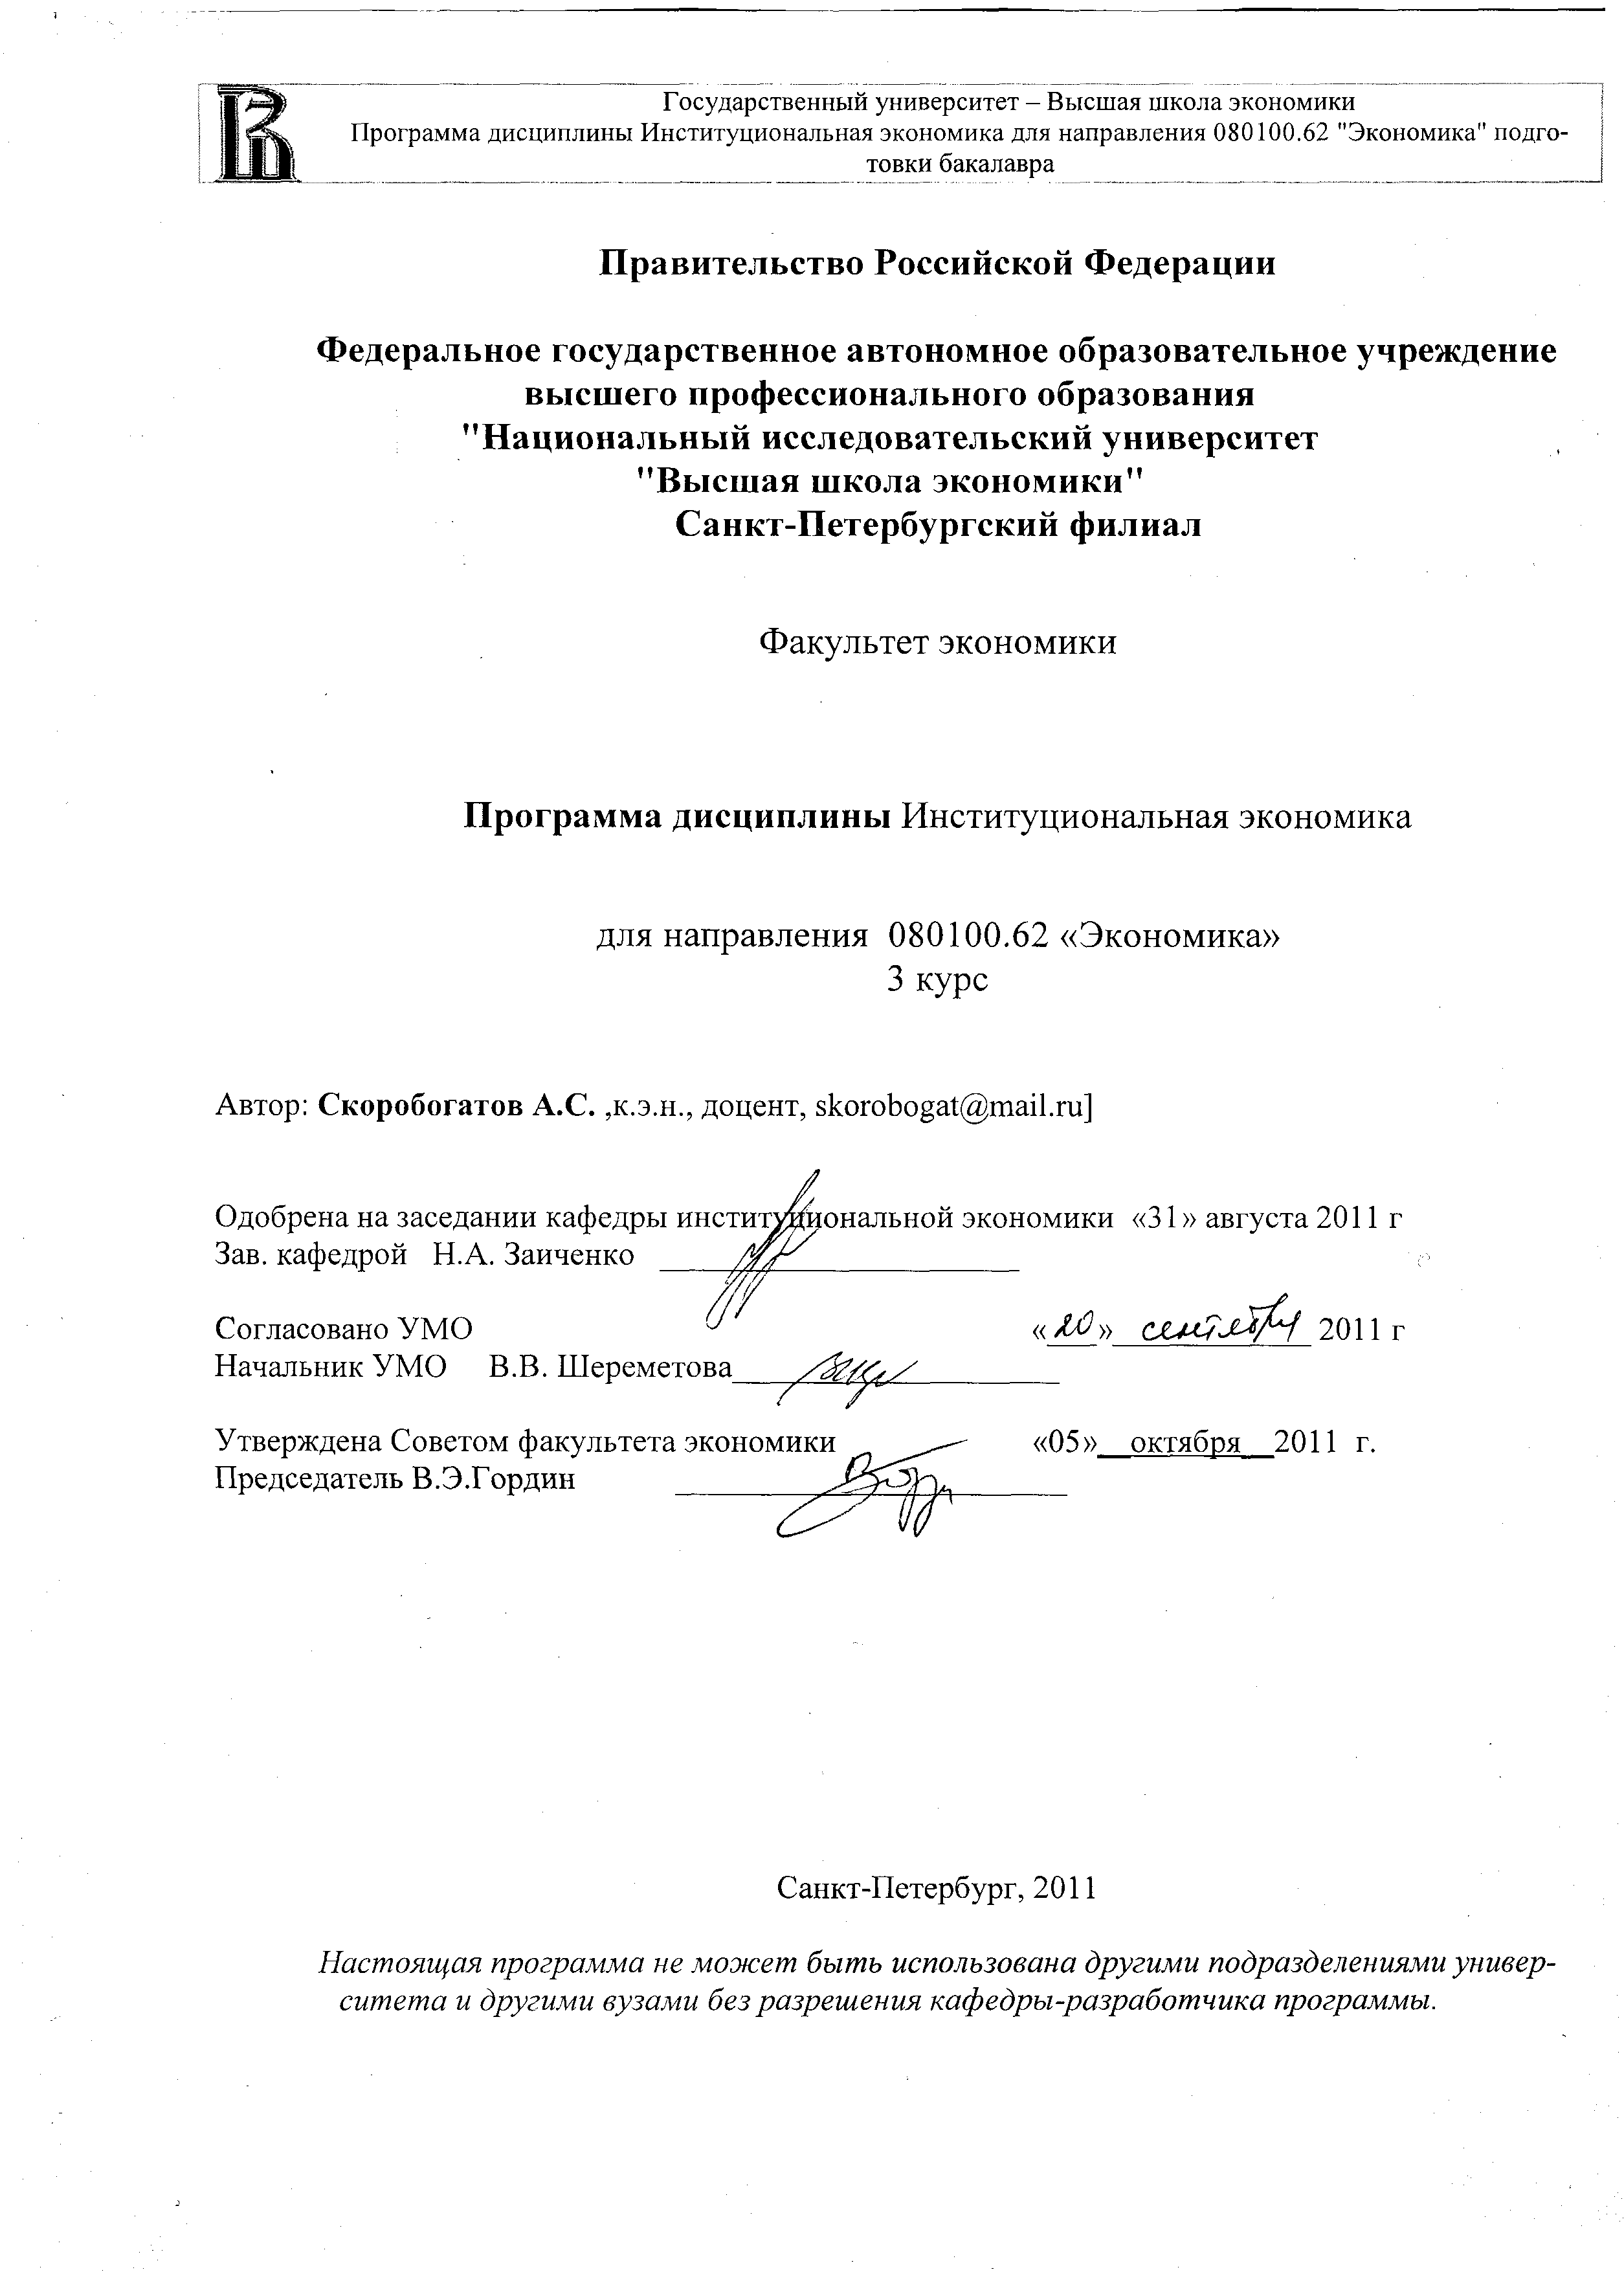 Государственный университет – Высшая школа экономики
Программа дисциплины Институциональная экономика для направления 080100.62 "Экономика" подго-
товки бакалавра
Правительство Российской Федерации
Федеральное государственное автономное образовательное учреждение
высшего профессионального образования
"Национальный исследовательский университет
"Высшая школа экономики"
Санкт-Петербургский филиал
Факультет экономики
Программа дисциплины Институциональная экономика
для направления 080100.62 «Экономика»
3 курс
Автор: Скоробогатов А.С. ,к.э.н., доцент, skorobogat@mail.ru]
Одобрена на заседании кафедры институциональной экономики «31» августа 2011 г
Зав. кафедрой Н.А. Заиченко
Согласовано УМО «20» сентября 2011 г
Начальник УМО В.В. Шереметова
Утверждена Советом факультета экономики «05» октября 2011 г.
Председатель В.Э.Гордин
Санкт-Петербург, 2011
Настоящая программа не может быть использована другими подразделениями универ-
ситета и другими вузами без разрешения кафедры-разработчика программы.